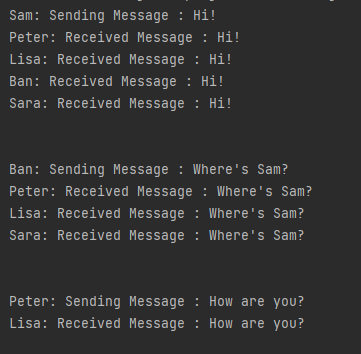 Sam: Sending Message : Hi!
Peter: Received Message : Hi!
Lisa: Received Message : Hi!
Ban: Received Message : Hi!
Sara: Received Message : Hi!
Ban: Sending Message : Where's Sam?
Peter: Received Message : Where's Sam?
Lisa: Received Message : Where's Sam?
Sara: Received Message : Where's Sam?
Peter: Sending Message : How are you?
Lisa: Received Message : How are you?